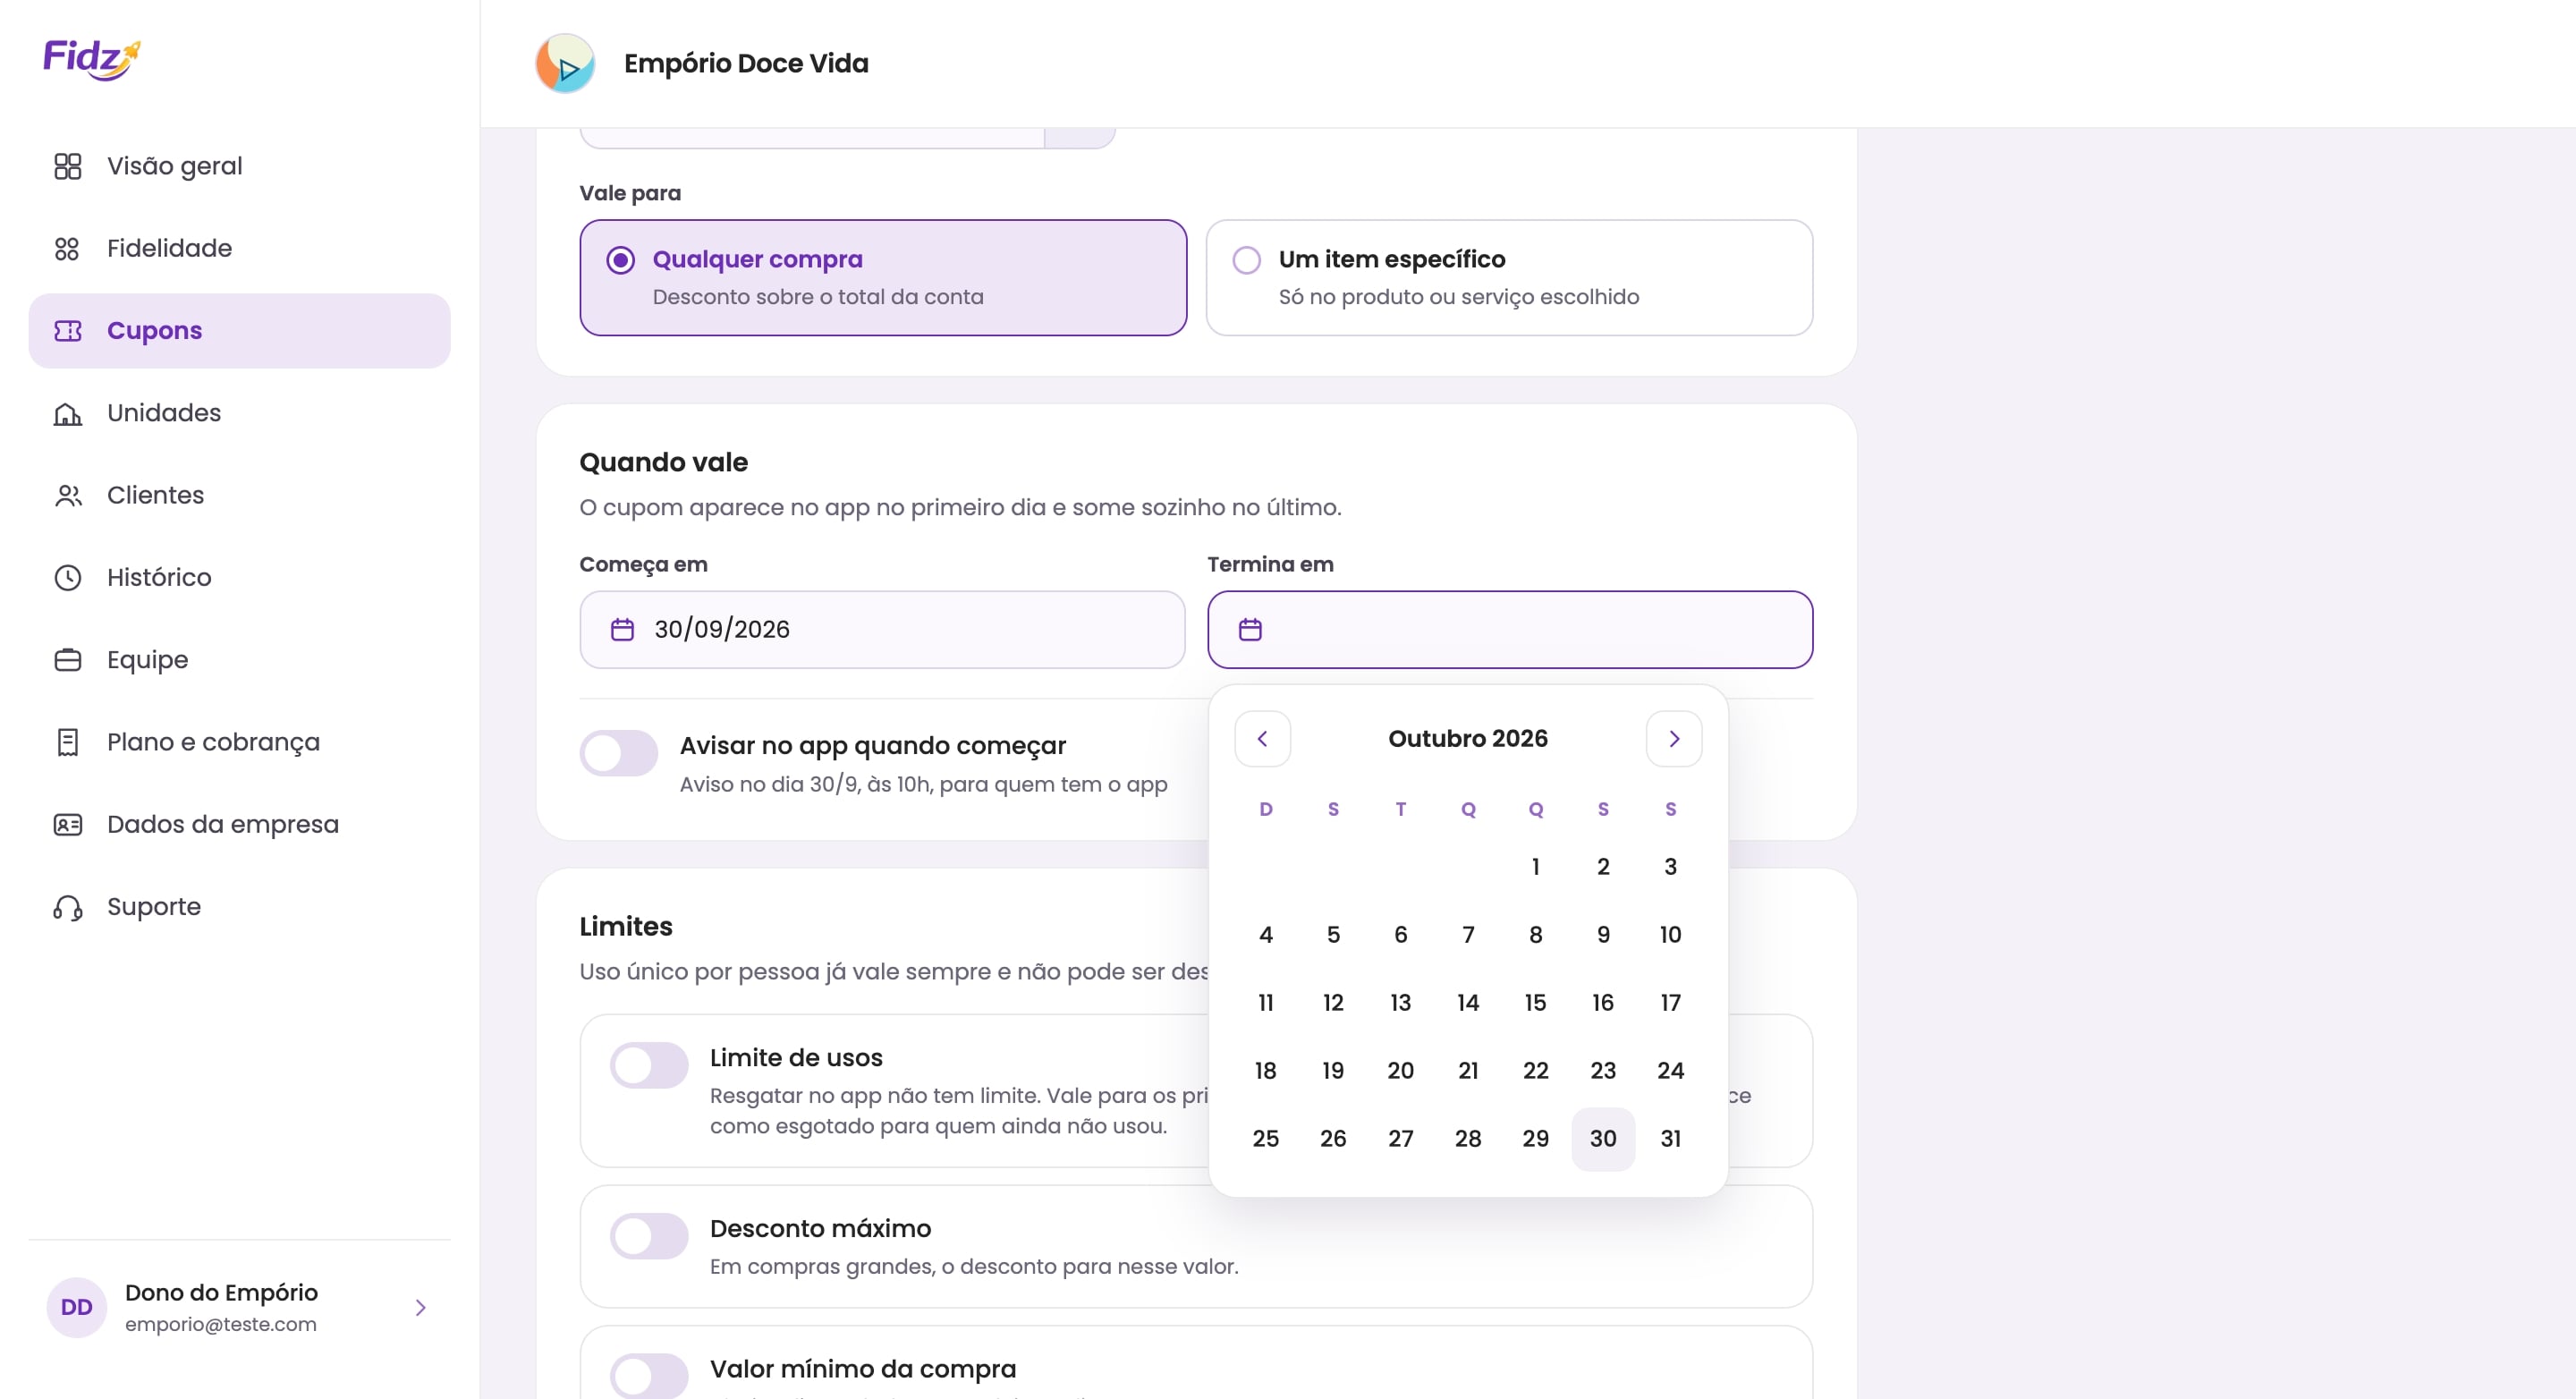 Fidz
Empório Doce Vida
Visão geral
Fidelidade
Cupons
Unidades
Clientes
Histórico
Equipe
Plano e cobrança
Dados da empresa
Suporte
DD
Dono do Empório
emporio@teste.com
Vale para
Qualquer compra
Desconto sobre o total da conta
Um item específico
Só no produto ou serviço escolhido
Quando vale
O cupom aparece no app no primeiro dia e some sozinho no último.
Começa em
Termina em
30/09/2026
Avisar no app quando começar
Aviso no dia 30/9, às 10h, para quem tem o app
Outubro 2026
D S T Q Q S S
1 2 3
4 5 6 7 8 9 10
11 12 13 14 15 16 17
18 19 20 21 22 23 24
25 26 27 28 29 30 31
Limites
Uso único por pessoa já vale sempre e não pode ser des
Limite de usos
Resgatar no app não tem limite. Vale para os pri
ce
como esgotado para quem ainda não usou.
Desconto máximo
Em compras grandes, o desconto para nesse valor.
Valor mínimo da compra